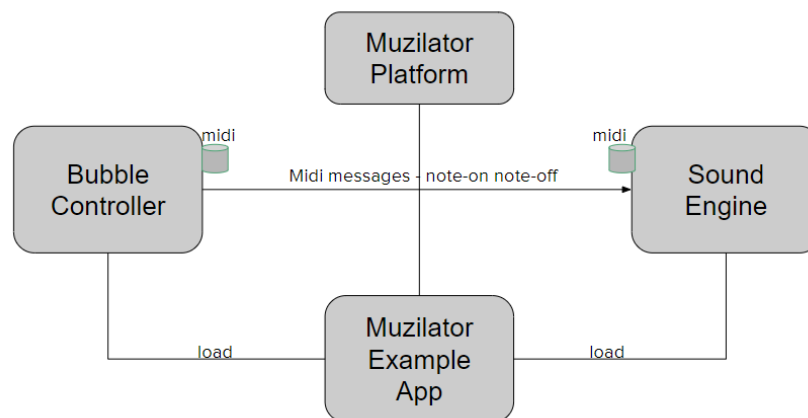 Muzilator
Platform
midi
midi
Bubble
Controller
Midi messages - note-on note-off
Sound
Engine
load
Muzilator
Example
App
load